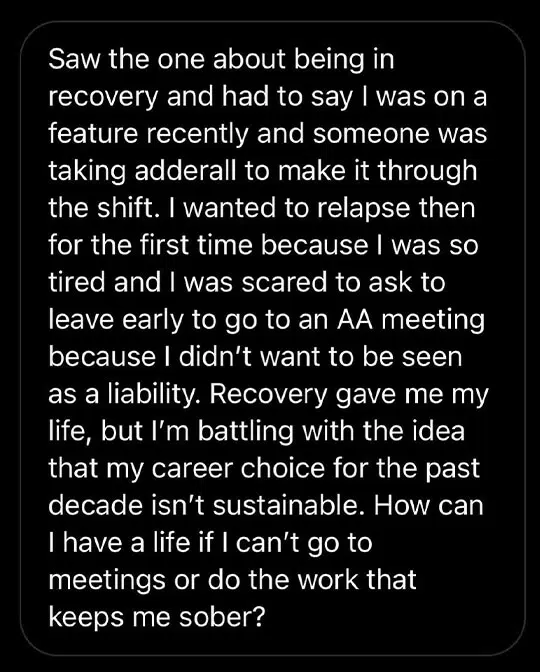 Saw the one about being in
recovery and had to say I was on a
feature recently and someone was
taking adderall to make it through
the shift. I wanted to relapse then
for the first time because I was so
tired and I was scared to ask to
leave early to go to an AA meeting
because I didn’t want to be seen
as a liability. Recovery gave me my
life, but I’m battling with the idea
that my career choice for the past
decade isn’t sustainable. How can
I have a life if I can’t go to
meetings or do the work that
keeps me sober?